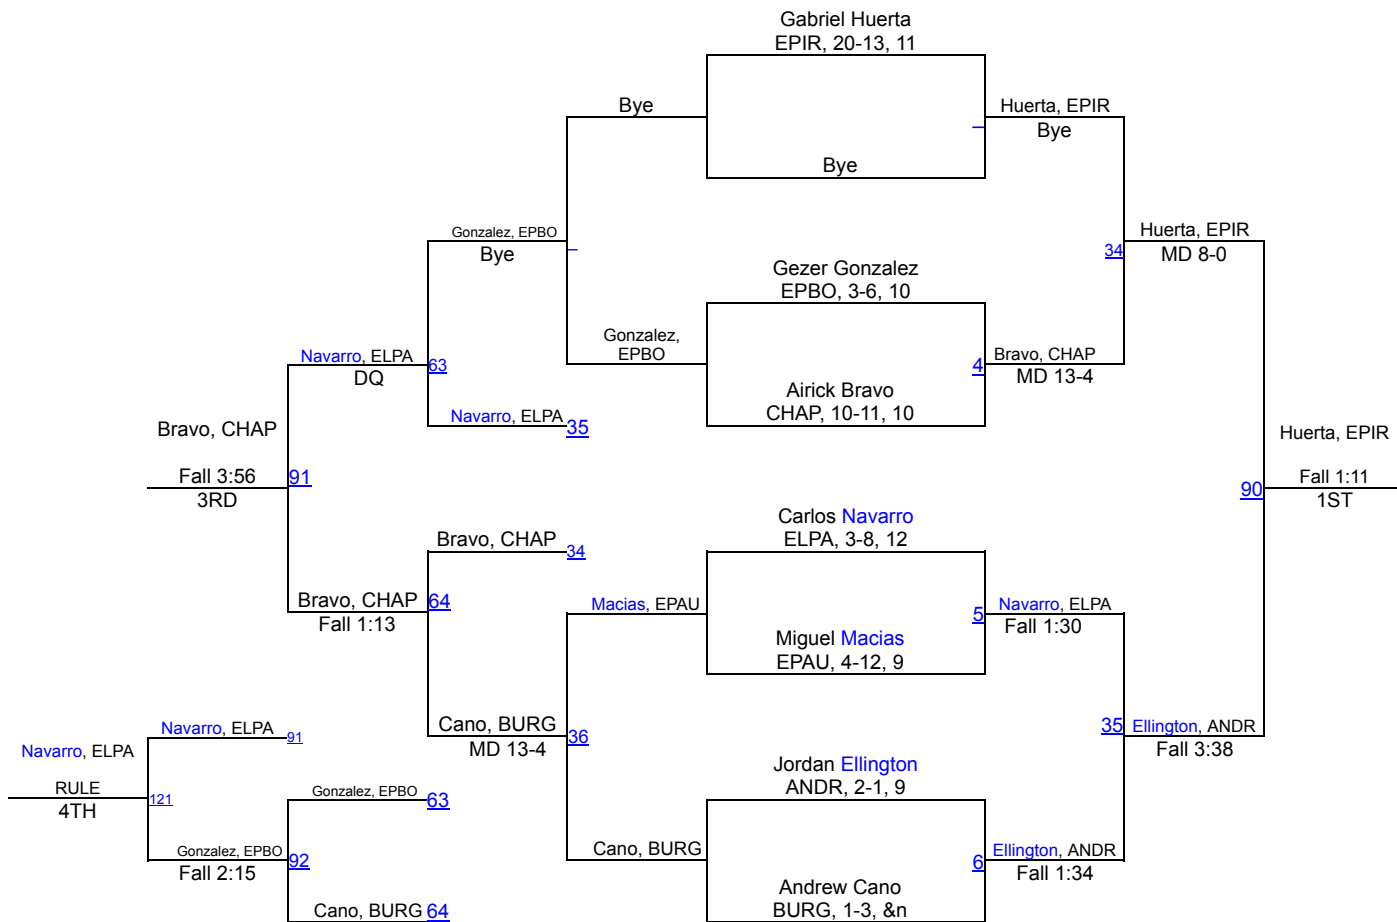 Gabriel Huerta
EPIR, 20-13, 11
Bye
Huerta, EPIR
Bye
Bye
Gonzalez, EPBO
Bye
Huerta, EPIR
34
MD 8-0
Gezer Gonzalez
EPBO, 3-6, 10
Gonzalez,
EPBO
Navarro, ELPA
63
DQ
4
Bravo, CHAP
MD 13-4
Airick Bravo
CHAP, 10-11, 10
Navarro, ELPA
35
Bravo, CHAP
Huerta, EPIR
Fall 3:56
91
3RD
90
Fall 1:11
1ST
Carlos Navarro
ELPA, 3-8, 12
Bravo, CHAP
34
Bravo, CHAP
64
Fall 1:13
Macias, EPAU
5
Navarro, ELPA
Fall 1:30
Miguel Macias
EPAU, 4-12, 9
Cano, BURG
36
MD 13-4
35
Ellington, ANDR
Fall 3:38
Navarro, ELPA
Navarro, ELPA
91
Jordan Ellington
ANDR, 2-1, 9
RULE
121
4TH
Gonzalez, EPBO
63
Gonzalez, EPBO
92
Fall 2:15
Cano, BURG
6
Ellington, ANDR
Fall 1:34
Andrew Cano
BURG, 1-3, &n
Cano, BURG
64